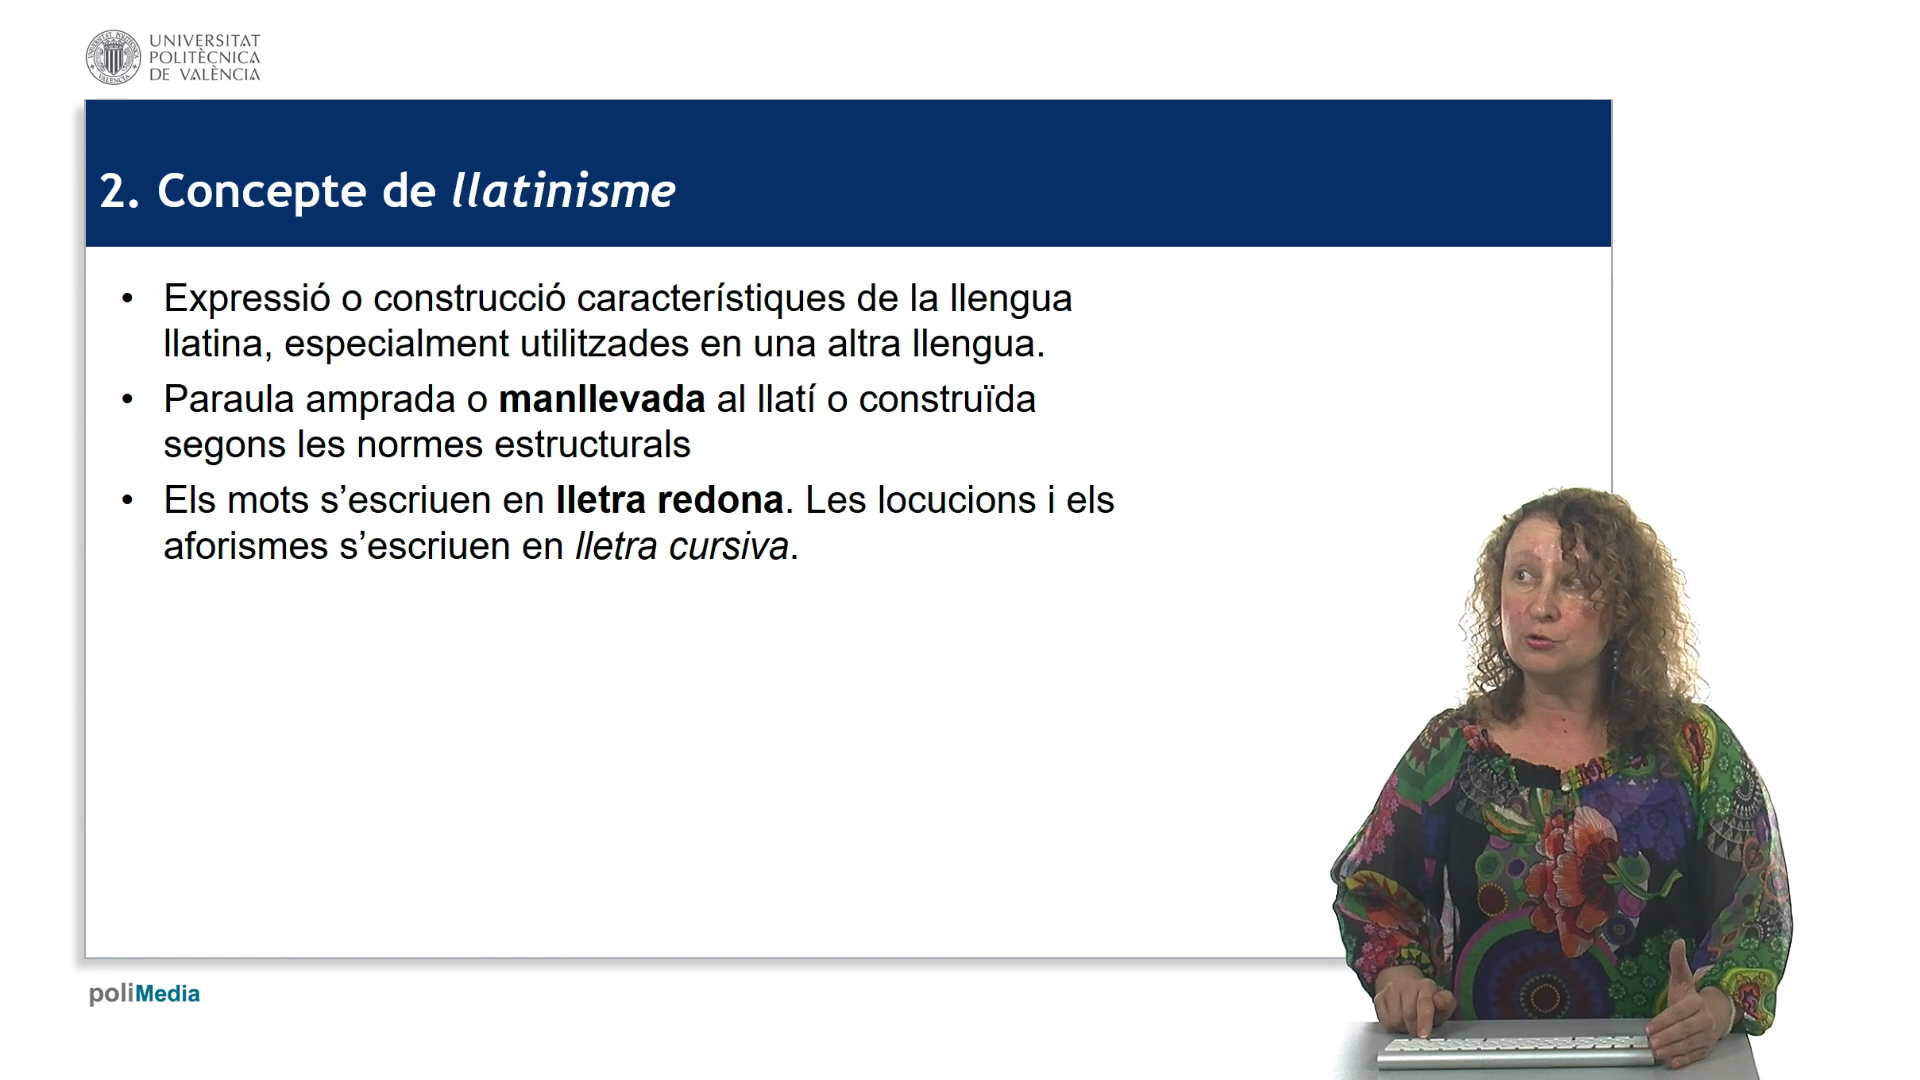 UNIVERSITAT
POLITÈCNICA
DE VALÈNCIA
2. Concepte de llatinisme
• Expressió o construcció característiques de la llengua
llatina, especialment utilitzades en una altra llengua.
• Paraula amprada o manllevada al llatí o construïda
segons les normes estructurals
• Els mots s’escriuen en lletra redona. Les locucions i els
aforismes s’escriuen en lletra cursiva.
poliMedia